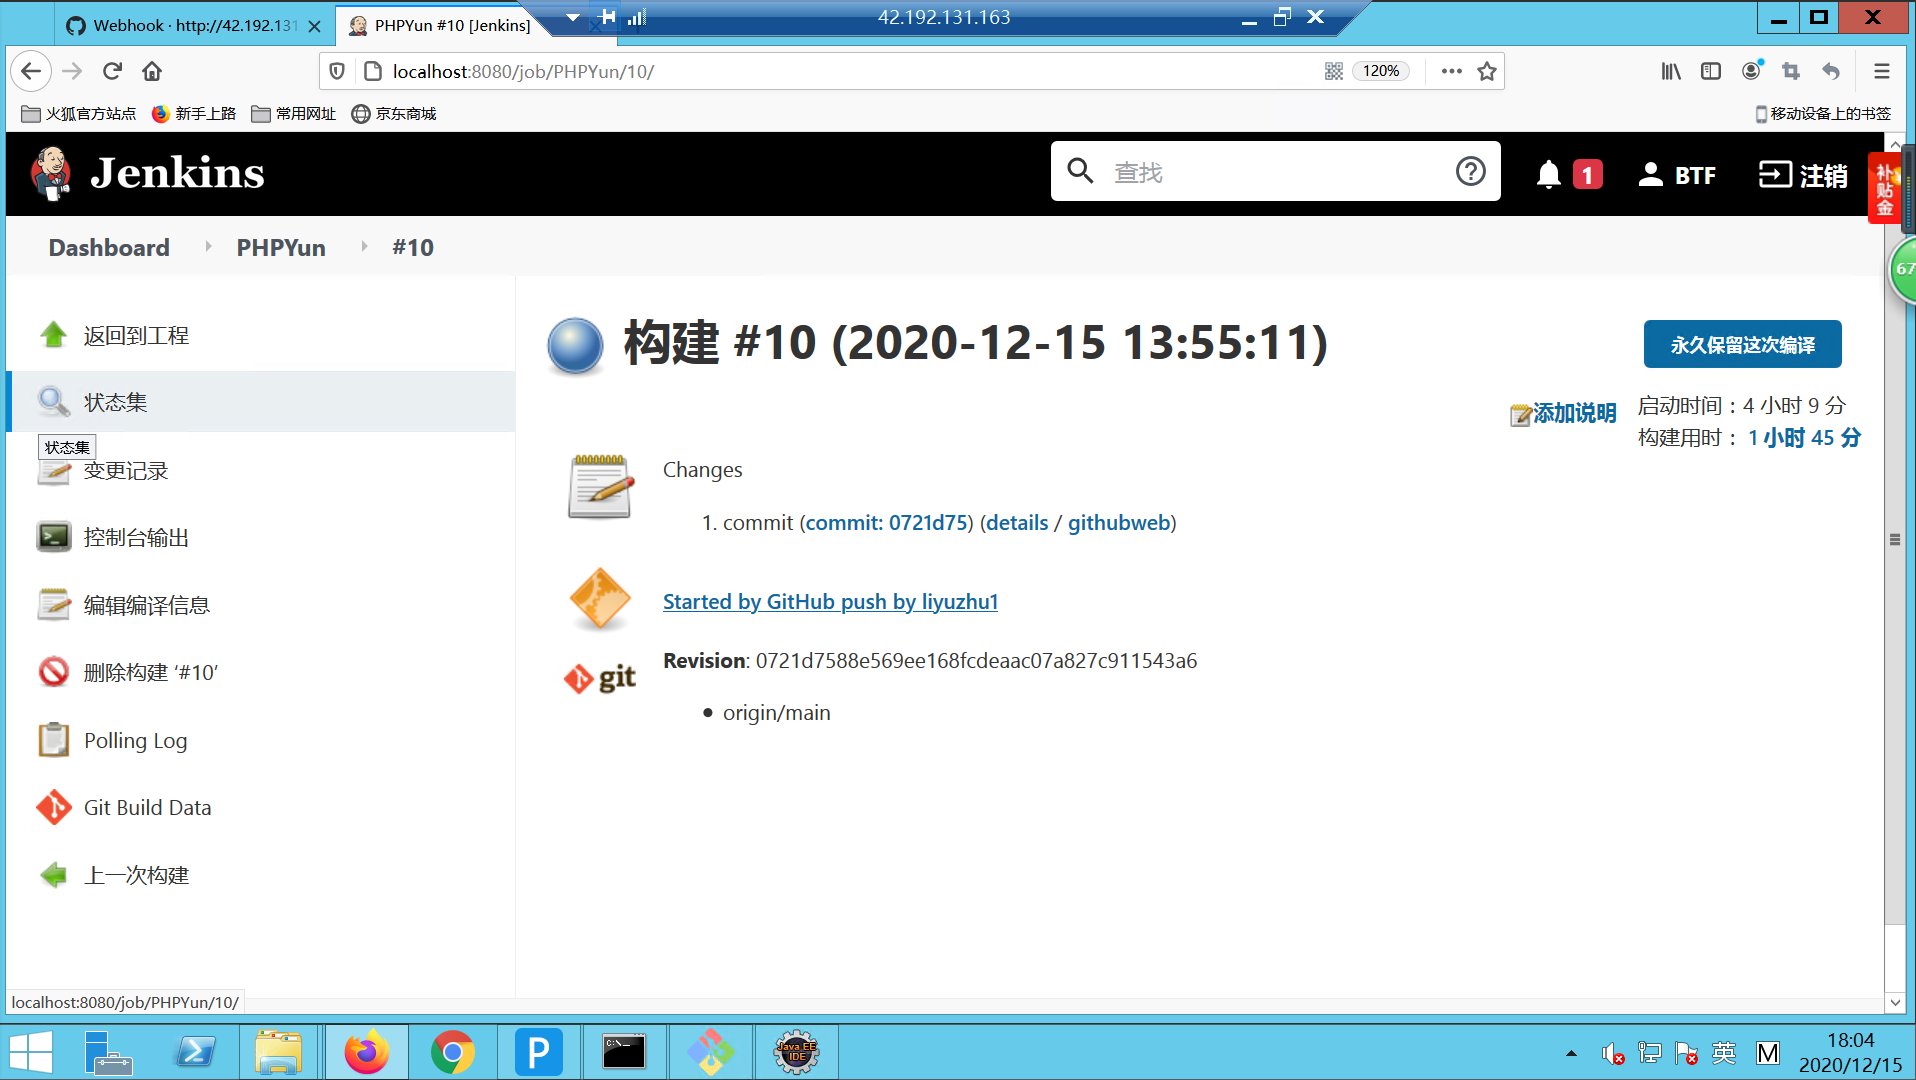 42.192.131.163
Webhook · http://42.192.131
PHPYun #10 [Jenkins]
localhost:8080/job/PHPYun/10/
120%
火狐官方站点
新手上路
常用网址
京东商城
移动设备上的书签
Jenkins
查找
1
BTF
注销
补贴金
67
Dashboard
PHPYun
#10
返回到工程
状态集
状态集
变更记录
控制台输出
编辑编译信息
删除构建 ‘#10’
Polling Log
Git Build Data
上一次构建
构建 #10 (2020-12-15 13:55:11)
永久保留这次编译
添加说明
启动时间：4 小时 9 分
构建用时： 1 小时 45 分
Changes
1. commit (commit: 0721d75) (details / githubweb)
Started by GitHub push by liyuzhu1
git
Revision: 0721d7588e569ee168fcdeaac07a827c911543a6
origin/main
localhost:8080/job/PHPYun/10/
P
C:\_
Java EE
IDE
英
M
18:04
2020/12/15